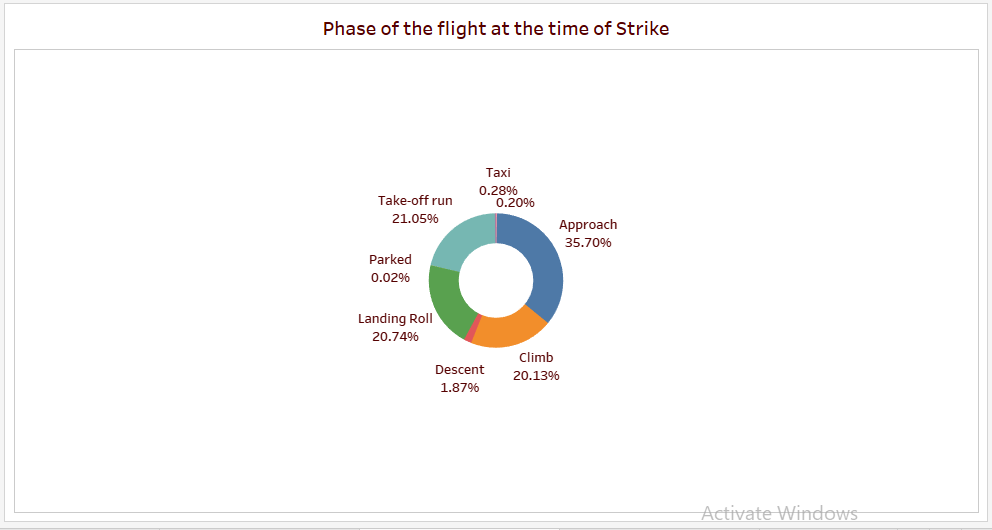 Phase of the flight at the time of Strike
Taxi
0.28%
0.20%
Take-off run
21.05%
Approach
35.70%
Parked
0.02%
Landing Roll
20.74%
Climb
20.13%
Descent
1.87%
Activate Windows